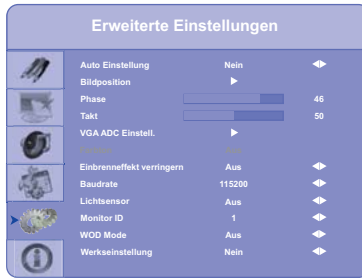 Erweiterte Einstellungen
Auto Einstellung Nein
Bildposition
Phase 46
Takt 50
VGA ADC Einstell.
Einbrenneffekt verringern Aus
Baudrate 115200
Lichtsensor Aus
Monitor ID 1
WOD Mode Aus
Werkseinstellung Nein